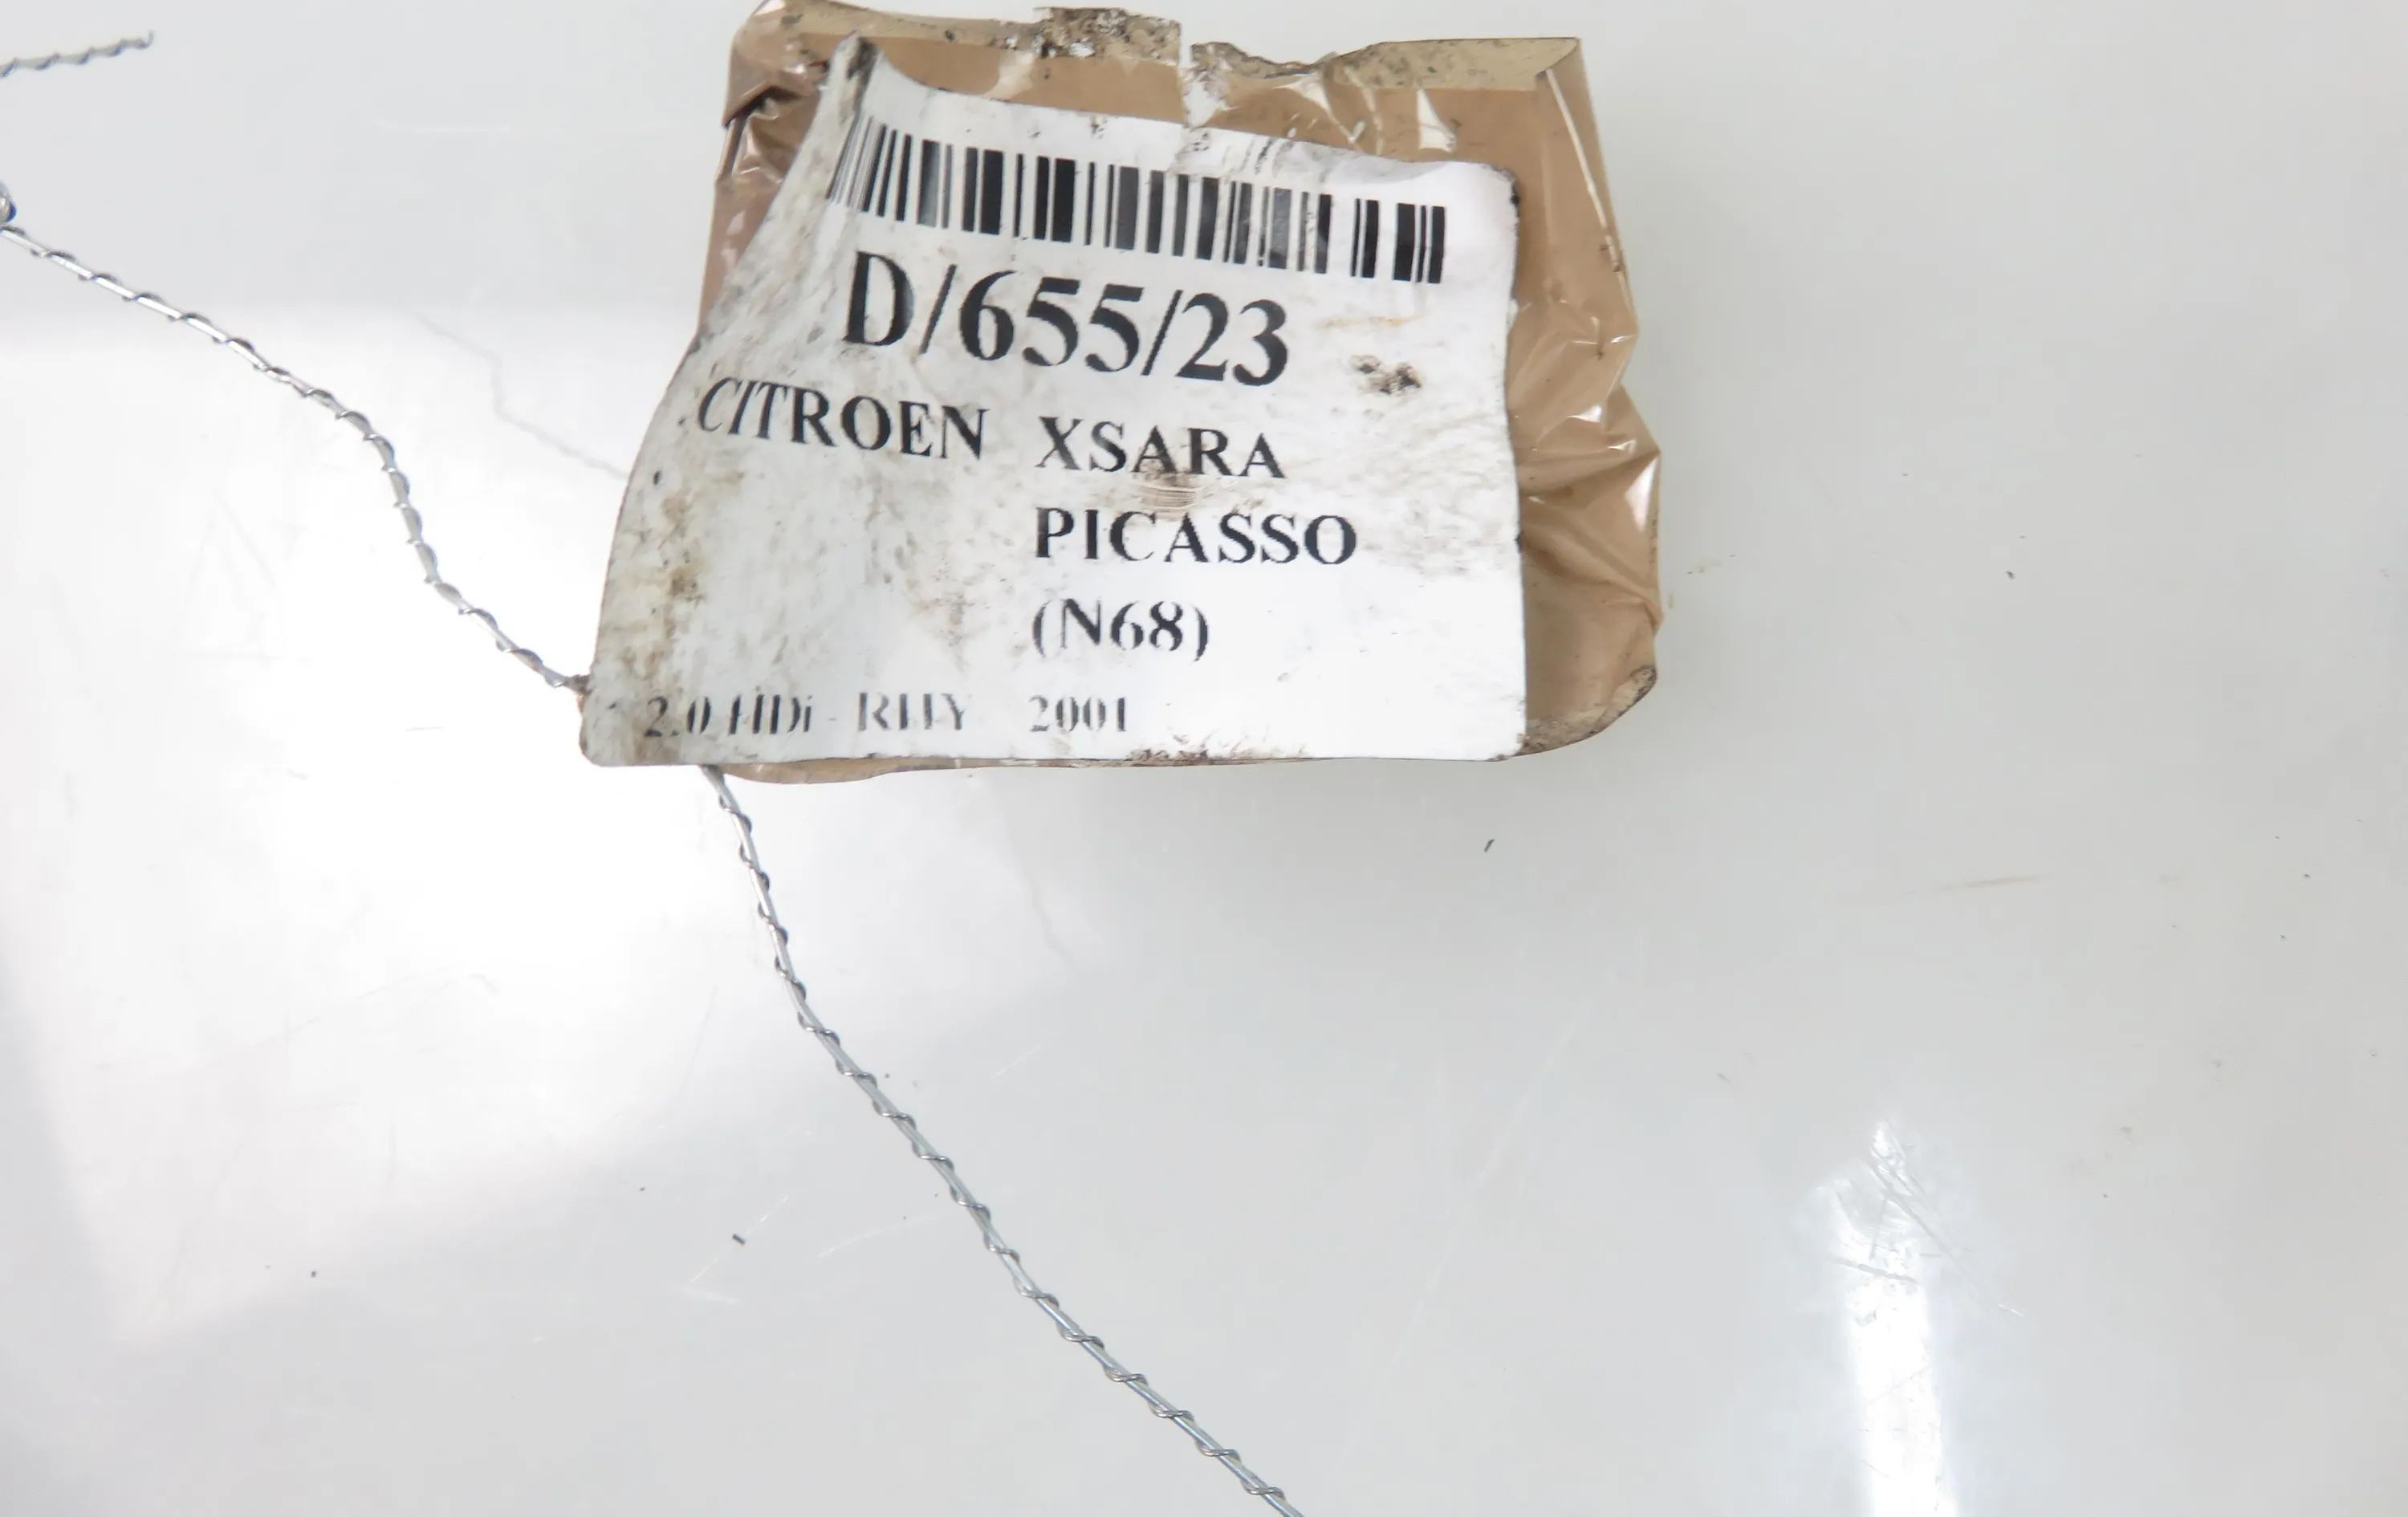 D/655/23
CITROEN XSARA
PICASSO
(N68)
2.0 HDi - RHY 2001